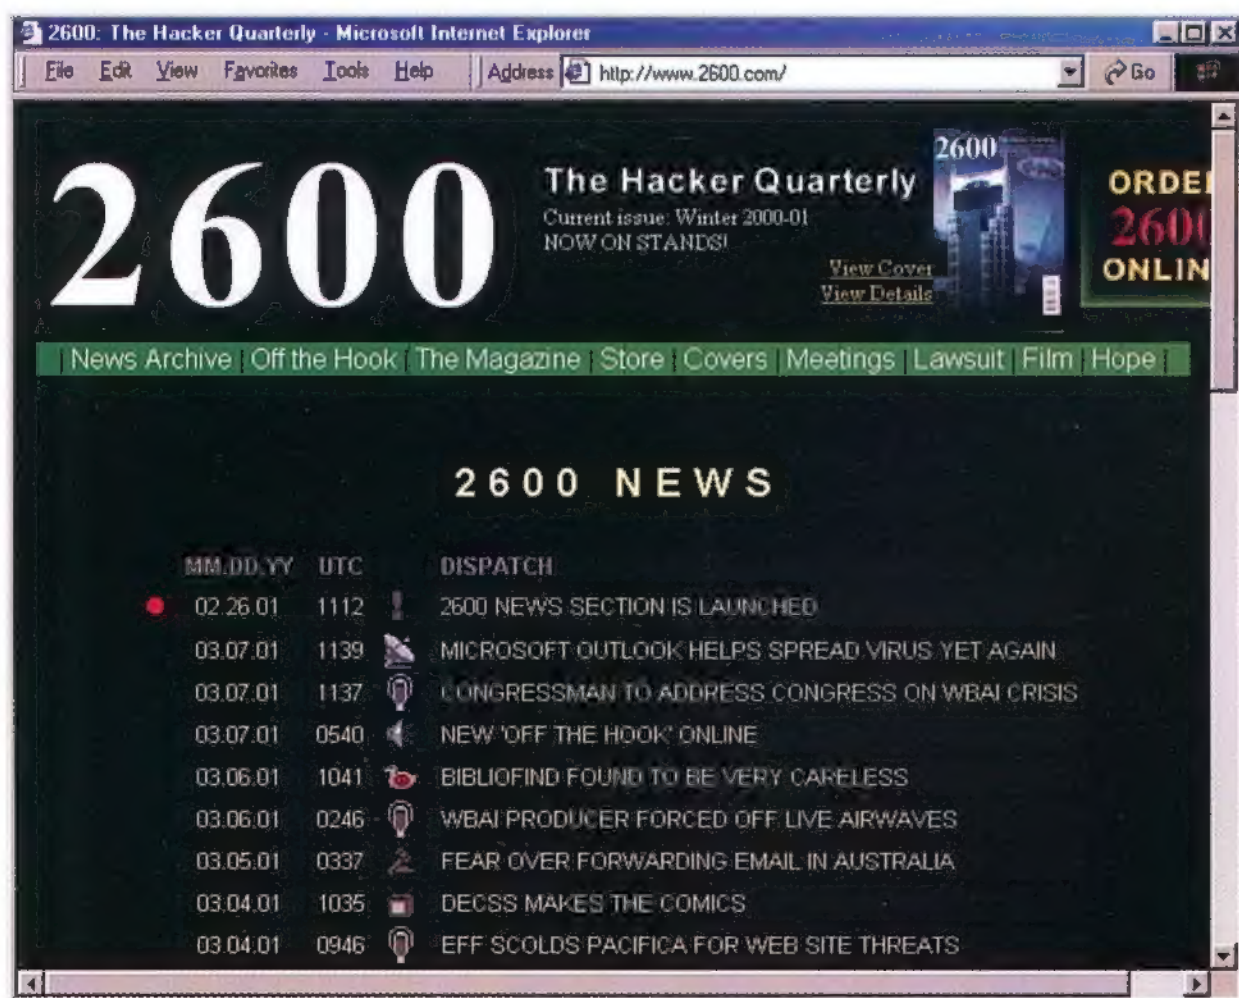 2600: The Hacker Quarterly - Microsoft Internet Explorer
File Edit View Favorites Tools Help Address http://www.2600.com/ Go
2600
The Hacker Quarterly
Current issue: Winter 2000-01
NOW ON STANDS!
View Cover
View Details
2600
ORDE
2600
ONLIN
| News Archive | Off the Hook | The Magazine | Store | Covers | Meetings | Lawsuit | Film | Hope |
2600 NEWS
MM.DD.YY UTC DISPATCH
02.26.01 1112 2600 NEWS SECTION IS LAUNCHED
03.07.01 1139 MICROSOFT OUTLOOK HELPS SPREAD VIRUS YET AGAIN
03.07.01 1137 CONGRESSMAN TO ADDRESS CONGRESS ON WBAI CRISIS
03.07.01 0540 NEW 'OFF THE HOOK' ONLINE
03.06.01 1041 BIBLIOFIND FOUND TO BE VERY CARELESS
03.06.01 0246 WBAI PRODUCER FORCED OFF LIVE AIRWAVES
03.05.01 0337 FEAR OVER FORWARDING EMAIL IN AUSTRALIA
03.04.01 1035 DECSS MAKES THE COMICS
03.04.01 0946 EFF SCOLDS PACIFICA FOR WEB SITE THREATS